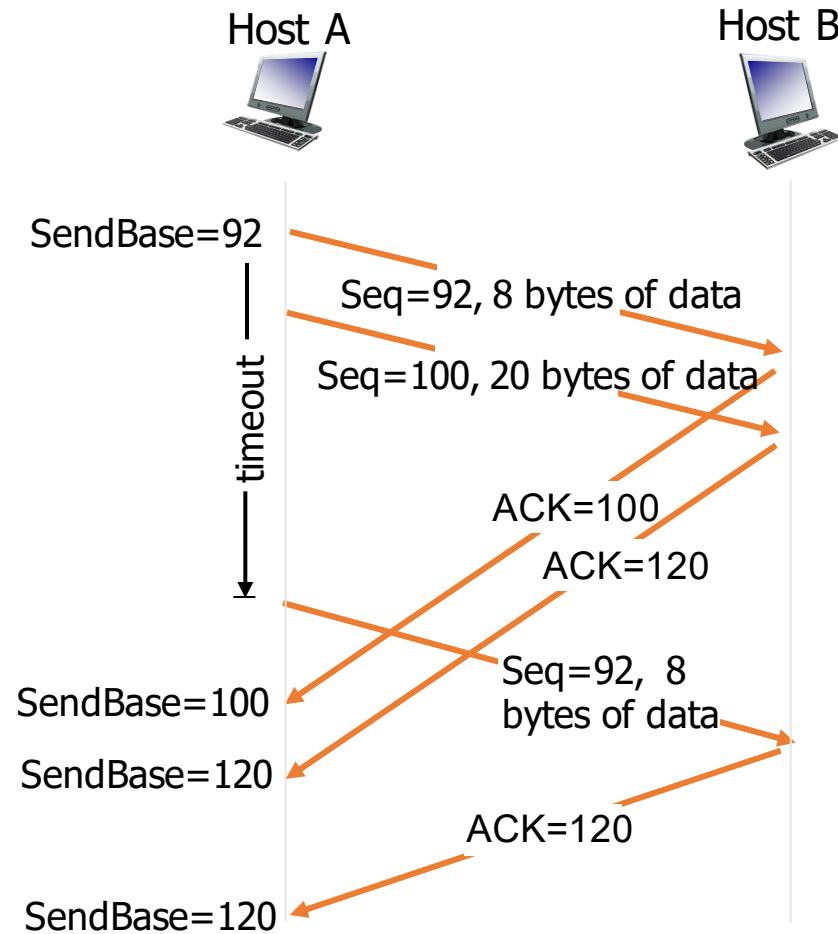 Host A
Host B
SendBase=92
Seq=92, 8 bytes of data
Seq=100, 20 bytes of data
timeout
ACK=100
ACK=120
Seq=92, 8
bytes of data
SendBase=100
SendBase=120
ACK=120
SendBase=120